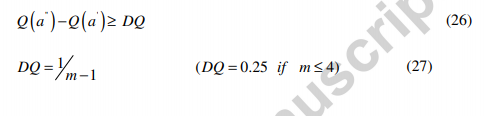 Q(a")−Q(a')≥ DQ (26)
DQ = 1/m−1 (DQ = 0.25 if m ≤ 4) (27)